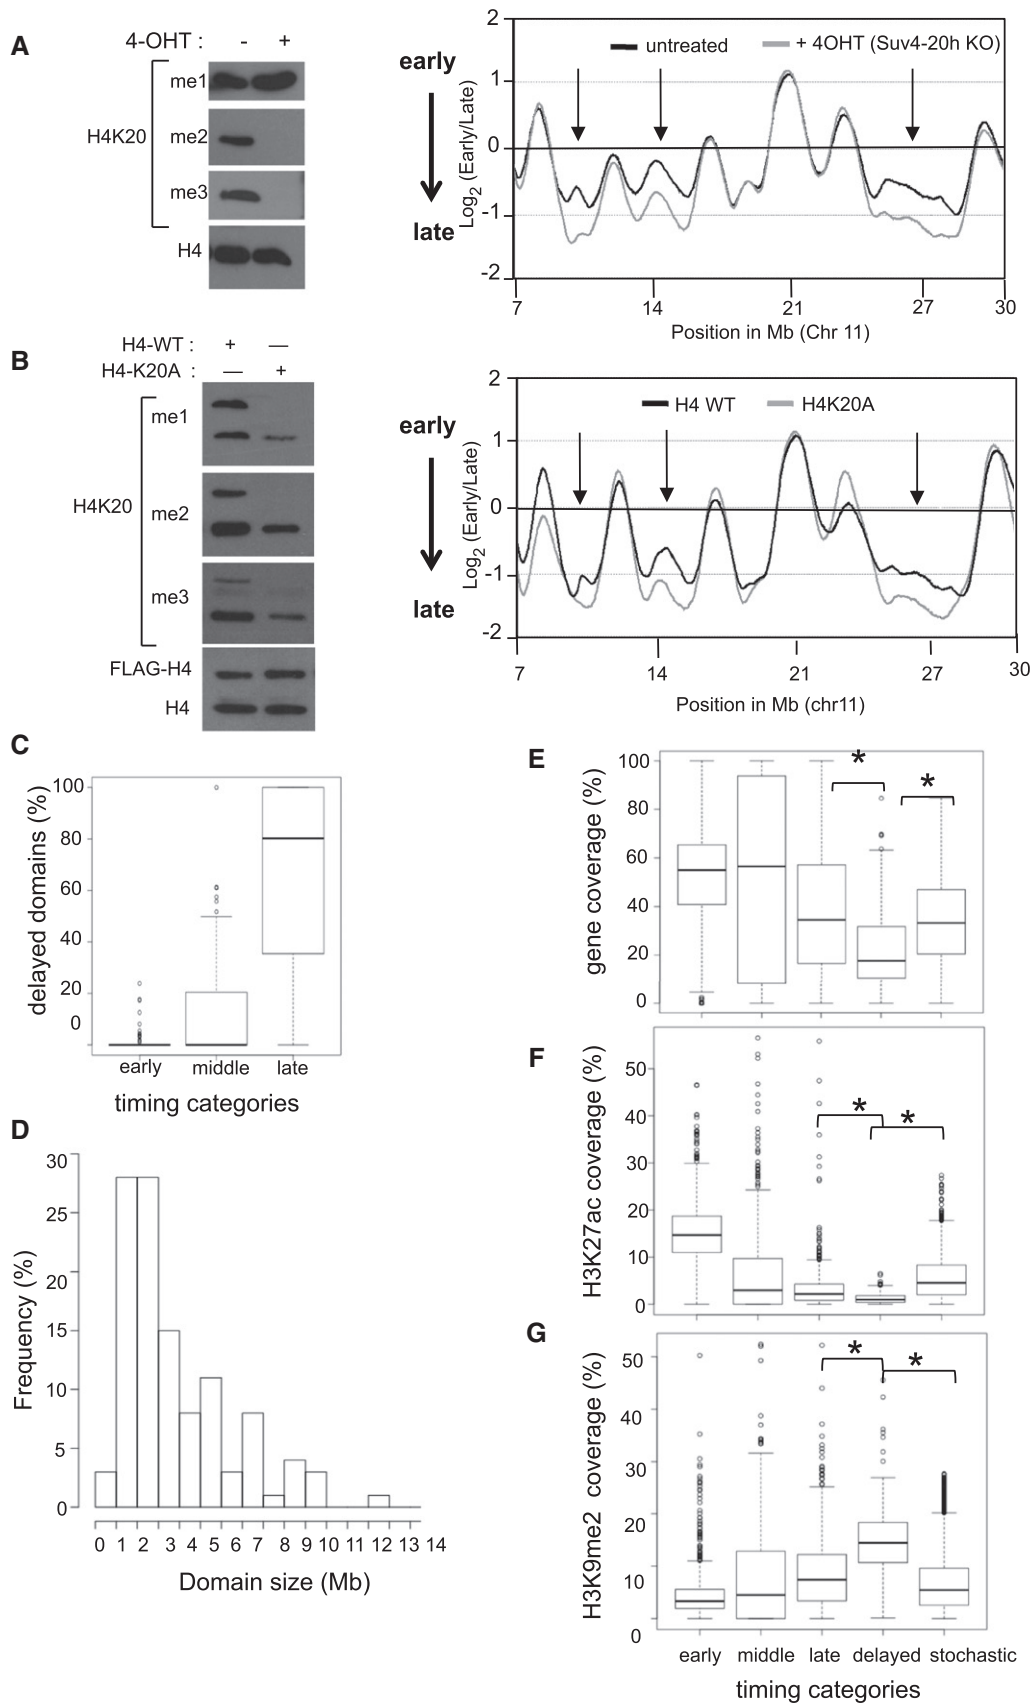 A
4-OHT :
- +
H4K20
me1
me2
me3
H4
early
late
Log2 (Early/Late)
untreated
+ 4OHT (Suv4-20h KO)
2
1
0
-1
-2
7 14 21 27 30
Position in Mb (Chr 11)
B
H4-WT : + —
H4-K20A : — +
H4K20
me1
me2
me3
FLAG-H4
H4
early
late
Log2 (Early/Late)
H4 WT
H4K20A
2
1
0
-1
-2
7 14 21 27 30
Position in Mb (chr11)
C
delayed domains (%)
100
80
60
40
20
0
early middle late
timing categories
D
Frequency (%)
30
25
20
15
10
5
0
0 1 2 3 4 5 6 7 8 9 10 11 12 13 14
Domain size (Mb)
E
gene coverage (%)
100
80
60
40
20
0
*
*
F
H3K27ac coverage (%)
50
40
30
20
10
0
*
*
G
H3K9me2 coverage (%)
50
40
30
20
10
0
*
*
early middle late delayed stochastic
timing categories